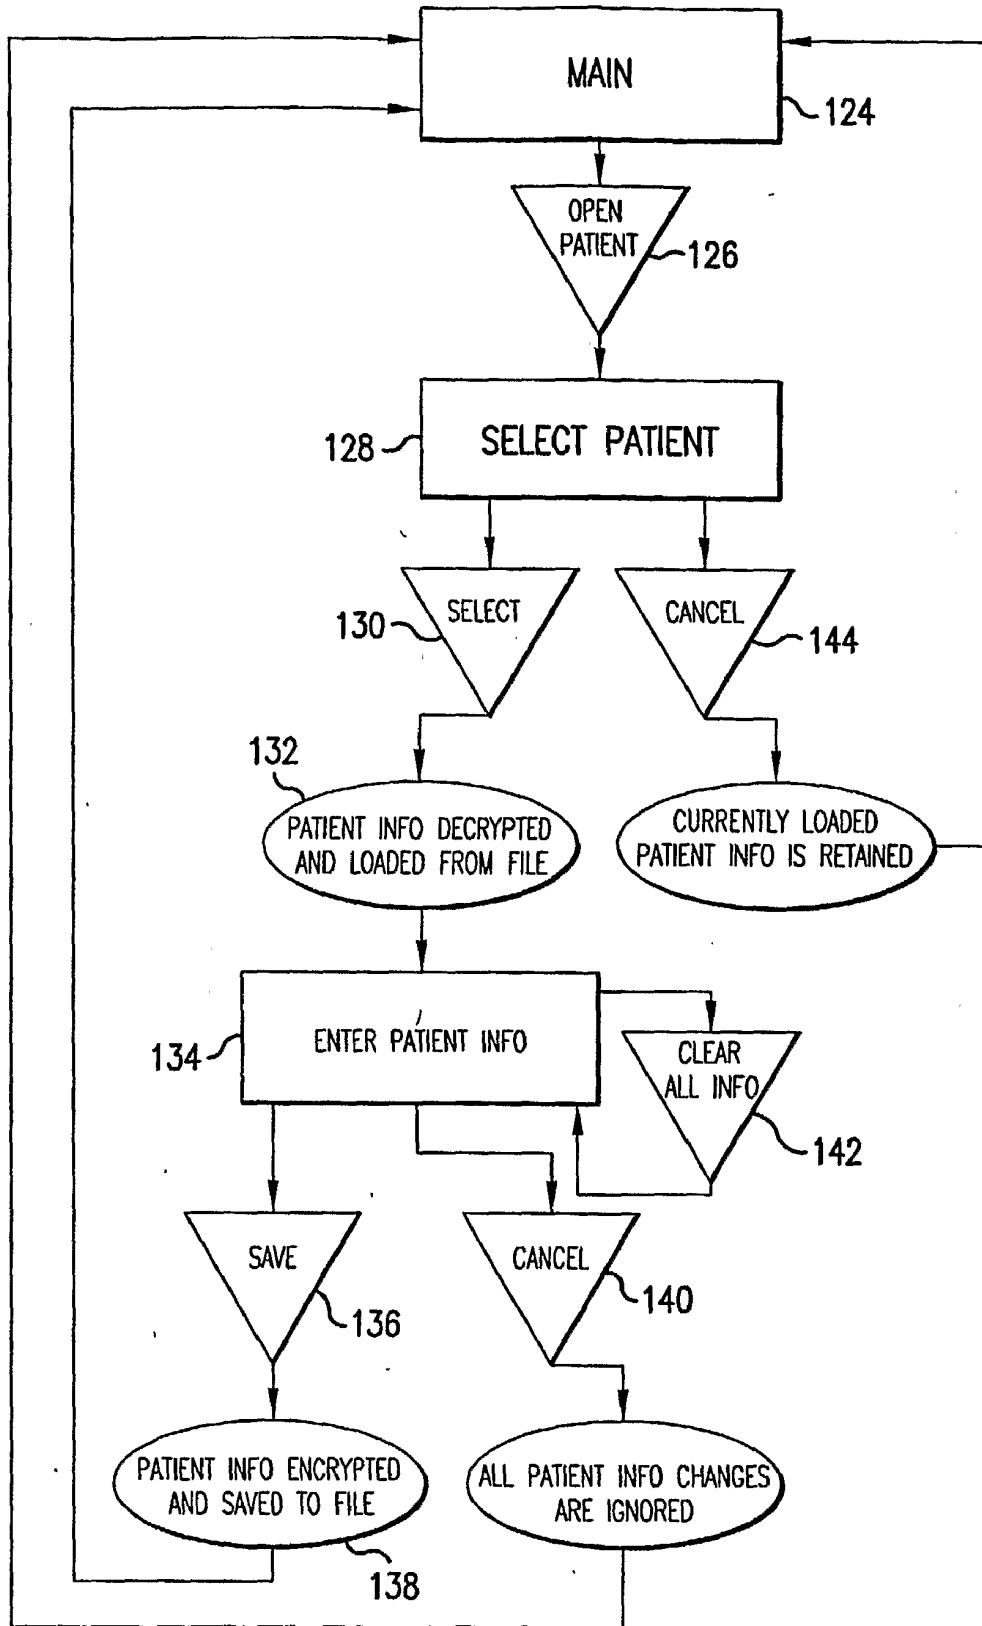 MAIN
124
OPEN
PATIENT
126
128
SELECT PATIENT
130
SELECT
CANCEL
144
132
PATIENT INFO DECRYPTED
AND LOADED FROM FILE
CURRENTLY LOADED
PATIENT INFO IS RETAINED
134
ENTER PATIENT INFO
CLEAR
ALL INFO
142
SAVE
136
CANCEL
140
PATIENT INFO ENCRYPTED
AND SAVED TO FILE
138
ALL PATIENT INFO CHANGES
ARE IGNORED